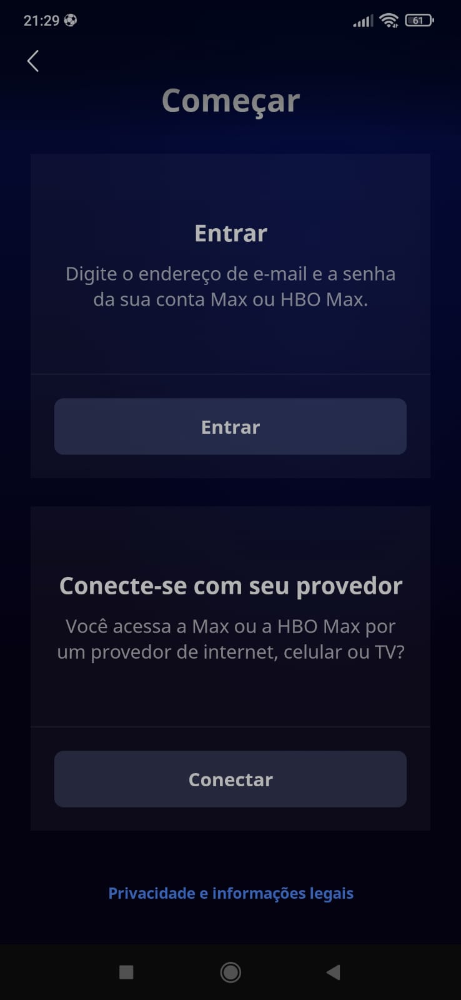 21:29
61
Começar
Entrar
Digite o endereço de e-mail e a senha
da sua conta Max ou HBO Max.
Entrar
Conecte-se com seu provedor
Você acessa a Max ou a HBO Max por
um provedor de internet, celular ou TV?
Conectar
Privacidade e informações legais